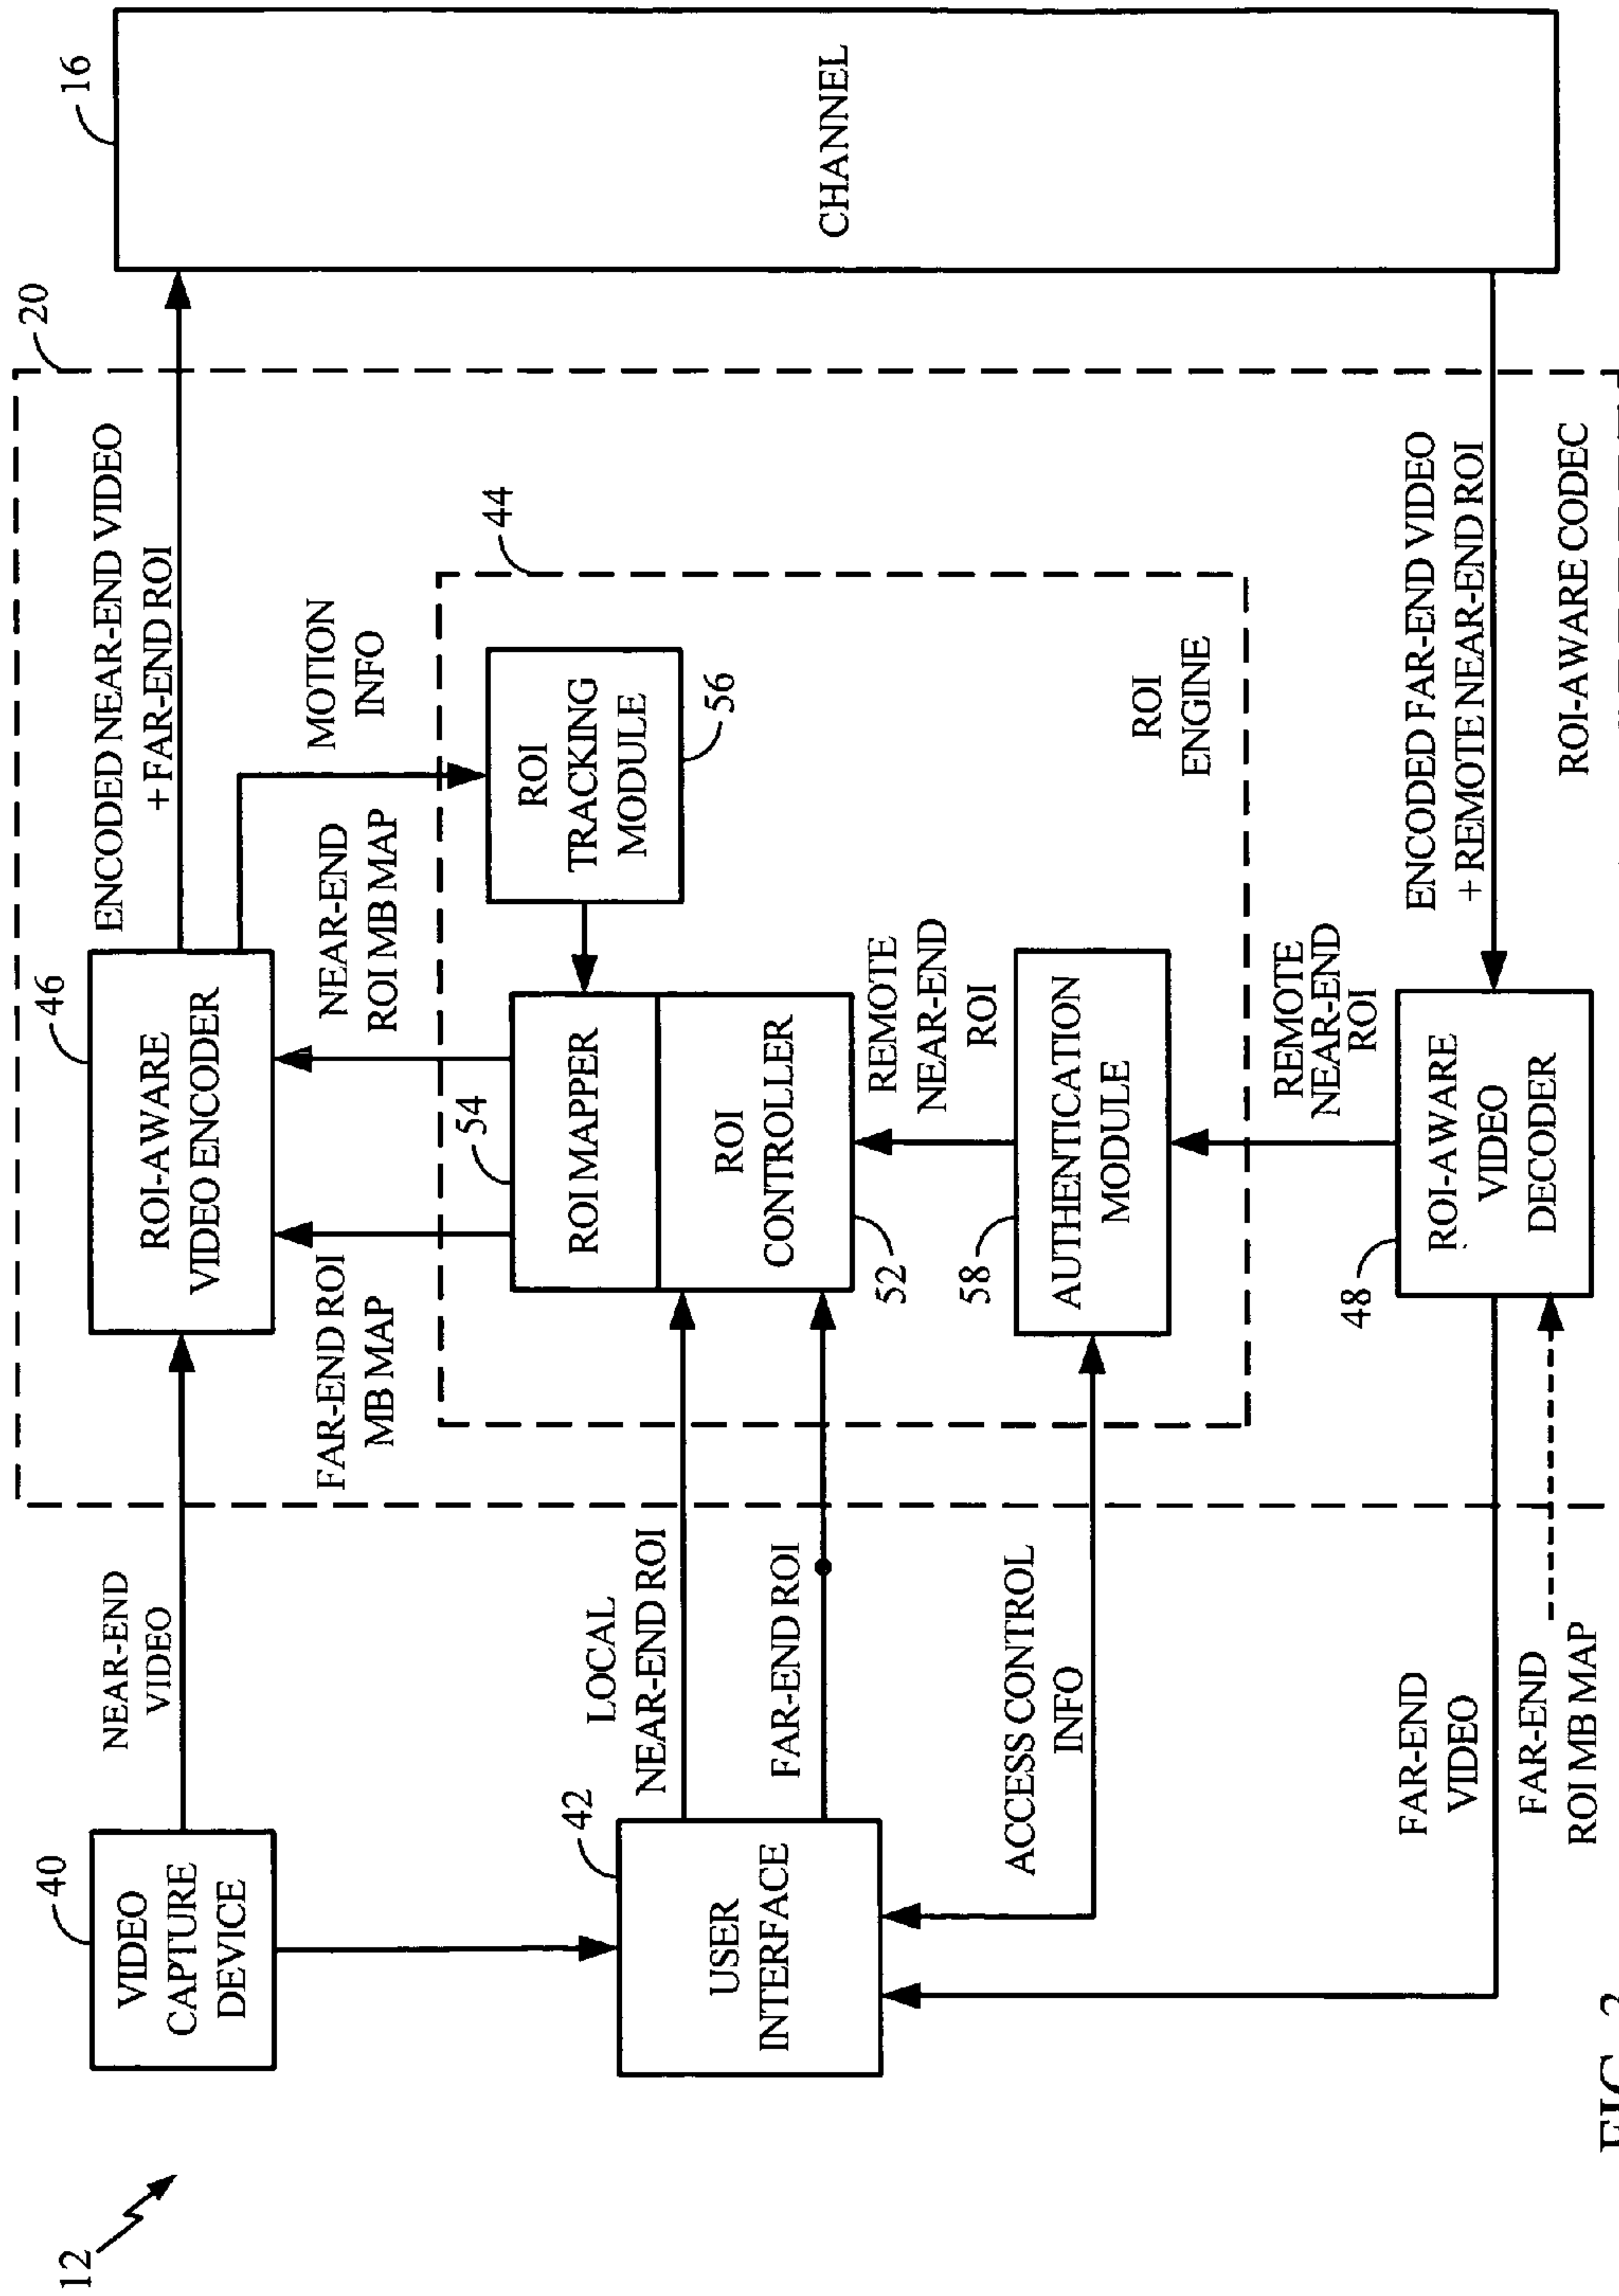 12
40
VIDEO
CAPTURE
DEVICE
NEAR-END
VIDEO
46
ROI-AWARE
VIDEO ENCODER
ENCODED NEAR-END VIDEO
+ FAR-END ROI
20
16
CHANNEL
FAR-END ROI
MB MAP
NEAR-END
ROI MB MAP
MOTION
INFO
44
42
USER
INTERFACE
LOCAL
NEAR-END ROI
FAR-END ROI
54
ROI MAPPER
ROI
CONTROLLER
52
ROI
TRACKING
MODULE
56
REMOTE
NEAR-END
ROI
ACCESS CONTROL
INFO
58
AUTHENTICATION
MODULE
ROI
ENGINE
REMOTE
NEAR-END
ROI
48
ROI-AWARE
VIDEO
DECODER
FAR-END
VIDEO
FAR-END
ROI MB MAP
ENCODED FAR-END VIDEO
+ REMOTE NEAR-END ROI
ROI-AWARE CODEC